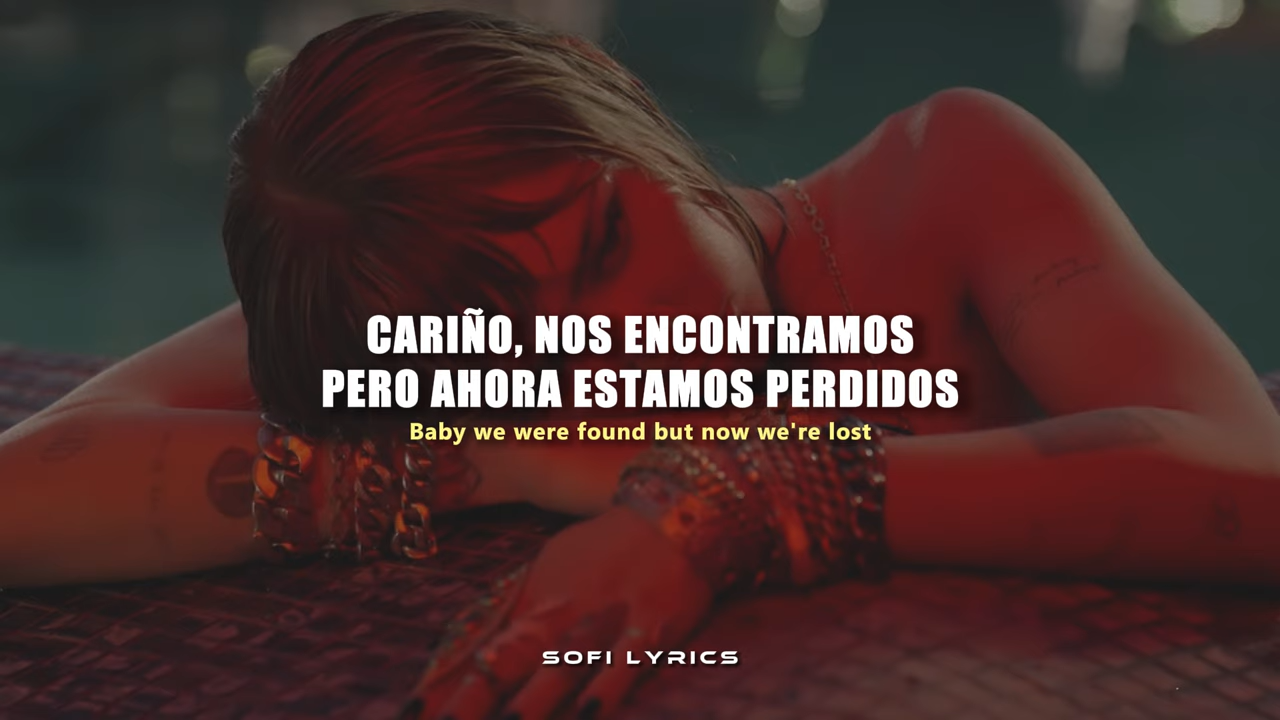 CARIÑO, NOS ENCONTRAMOS
PERO AHORA ESTAMOS PERDIDOS
Baby we were found but now we're lost
SOFI LYRICS